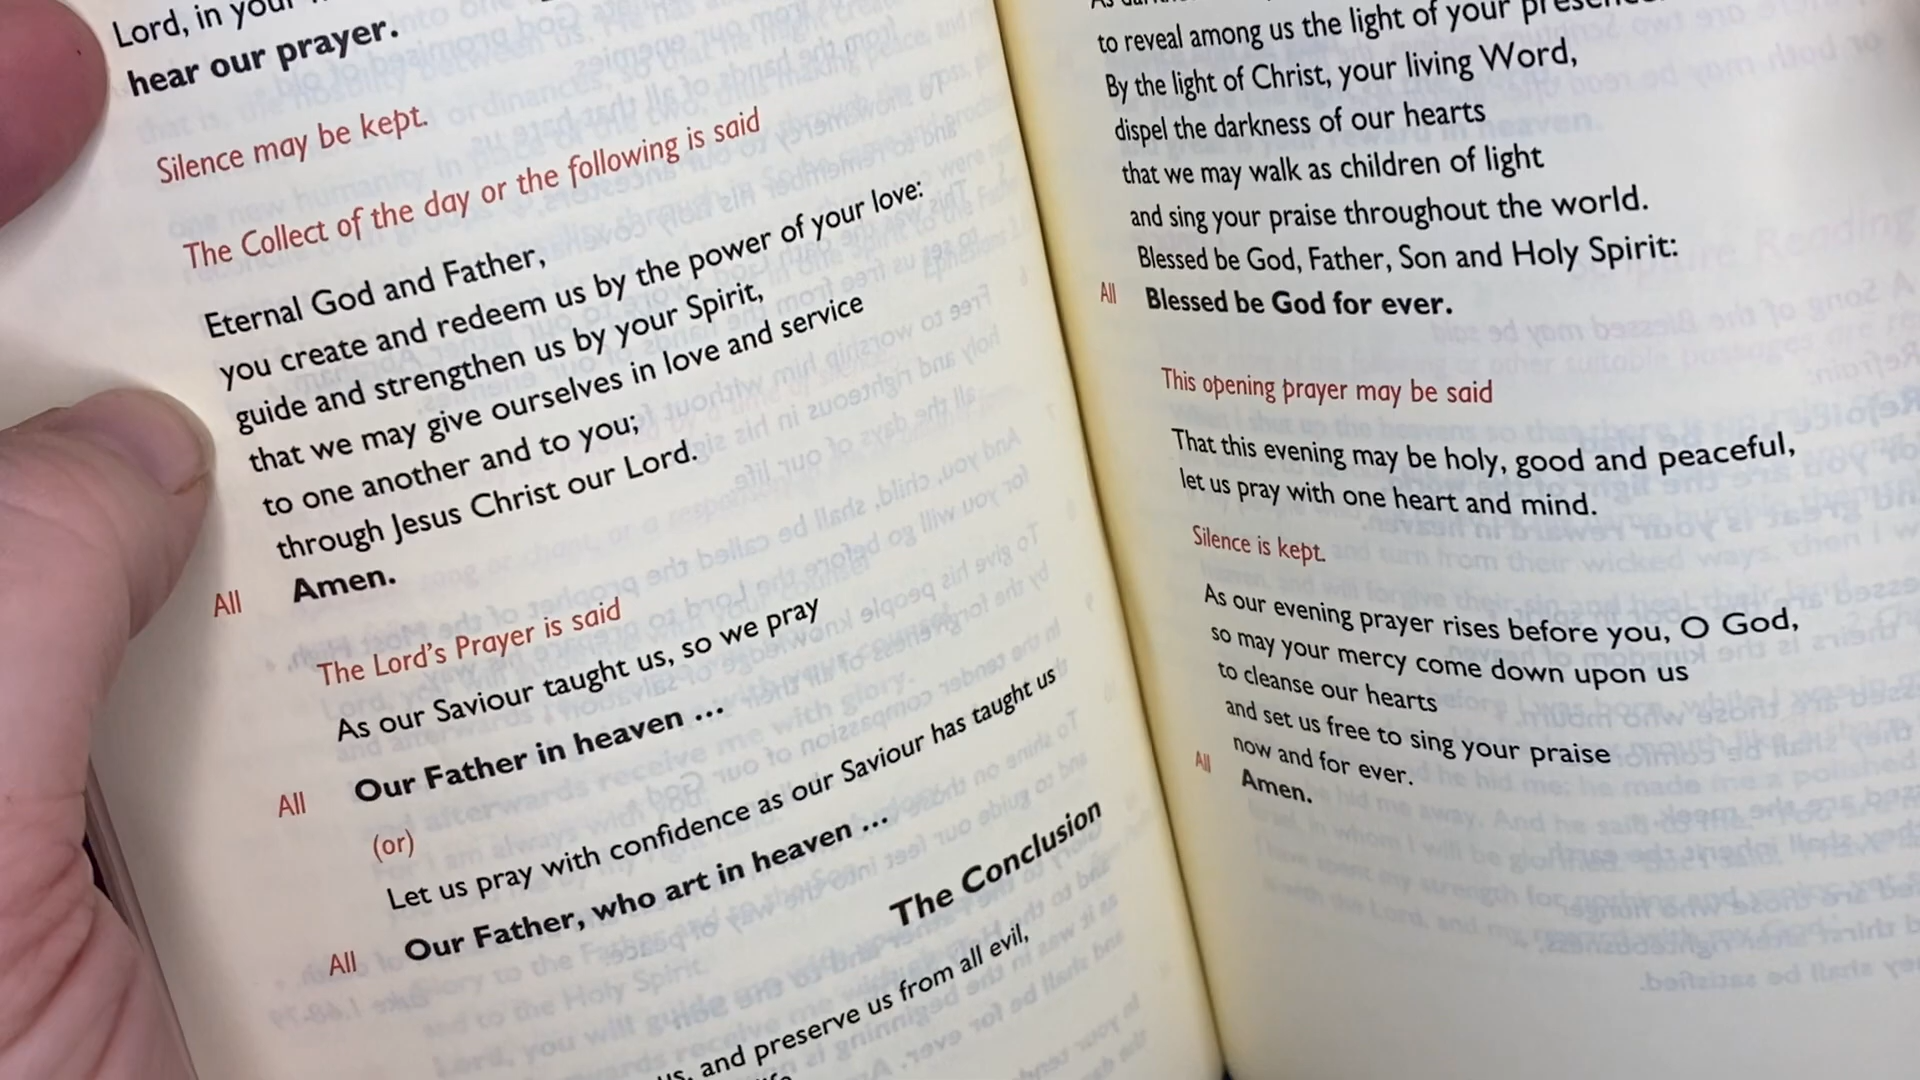 Lord, in your
hear our prayer.
Silence may be kept.
The Collect of the day or the following is said
Eternal God and Father,
you create and redeem us by the power of your love:
guide and strengthen us by your Spirit,
that we may give ourselves in love and service
to one another and to you;
through Jesus Christ our Lord.
All Amen.
The Lord's Prayer is said
As our Saviour taught us, so we pray
All Our Father in heaven ...
(or)
Let us pray with confidence as our Saviour has taught us
All Our Father, who art in heaven ...
The Conclusion
us, and preserve us from all evil,
to reveal among us the light of your presence.
By the light of Christ, your living Word,
dispel the darkness of our hearts
that we may walk as children of light
and sing your praise throughout the world.
Blessed be God, Father, Son and Holy Spirit:
All Blessed be God for ever.
This opening prayer may be said
That this evening may be holy, good and peaceful,
let us pray with one heart and mind.
Silence is kept.
As our evening prayer rises before you, O God,
so may your mercy come down upon us
to cleanse our hearts
and set us free to sing your praise
now and for ever.
All Amen.